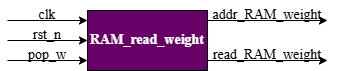 clk
rst_n
pop_w
RAM_read_weight
addr_RAM_weight
read_RAM_weight